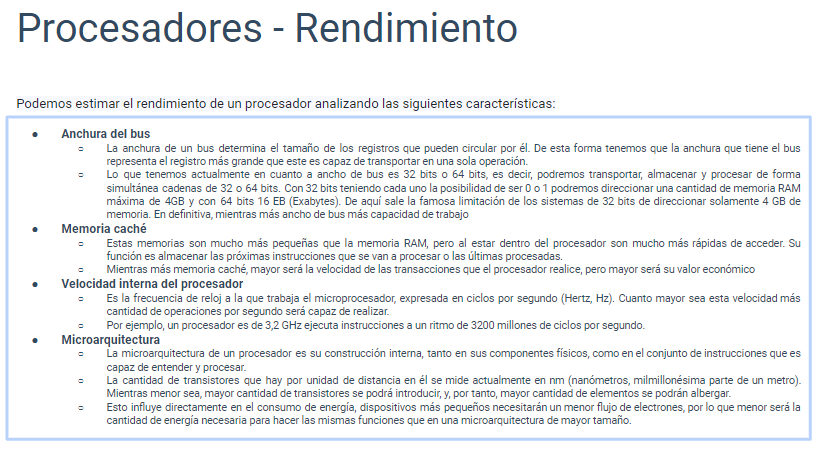 Procesadores - Rendimiento
Podemos estimar el rendimiento de un procesador analizando las siguientes características:
● Anchura del bus
○ La anchura de un bus determina el tamaño de los registros que pueden circular por él. De esta forma tenemos que la anchura que tiene el bus
representa el registro más grande que este es capaz de transportar en una sola operación.
○ Lo que tenemos actualmente en cuanto a ancho de bus es 32 bits o 64 bits, es decir, podremos transportar, almacenar y procesar de forma
simultánea cadenas de 32 o 64 bits. Con 32 bits teniendo cada uno la posibilidad de ser 0 o 1 podremos direccionar una cantidad de memoria RAM
máxima de 4GB y con 64 bits 16 EB (Exabytes). De aquí sale la famosa limitación de los sistemas de 32 bits de direccionar solamente 4 GB de
memoria. En definitiva, mientras más ancho de bus más capacidad de trabajo
● Memoria caché
○ Estas memorias son mucho más pequeñas que la memoria RAM, pero al estar dentro del procesador son mucho más rápidas de acceder. Su
función es almacenar las próximas instrucciones que se van a procesar o las últimas procesadas.
○ Mientras más memoria caché, mayor será la velocidad de las transacciones que el procesador realice, pero mayor será su valor económico
● Velocidad interna del procesador
○ Es la frecuencia de reloj a la que trabaja el microprocesador, expresada en ciclos por segundo (Hertz, Hz). Cuanto mayor sea esta velocidad más
cantidad de operaciones por segundo será capaz de realizar.
○ Por ejemplo, un procesador es de 3,2 GHz ejecuta instrucciones a un ritmo de 3200 millones de ciclos por segundo.
● Microarquitectura
○ La microarquitectura de un procesador es su construcción interna, tanto en sus componentes físicos, como en el conjunto de instrucciones que es
capaz de entender y procesar.
○ La cantidad de transistores que hay por unidad de distancia en él se mide actualmente en nm (nanómetros, milmillonésima parte de un metro).
Mientras menor sea, mayor cantidad de transistores se podrá introducir, y, por tanto, mayor cantidad de elementos se podrán albergar.
○ Esto influye directamente en el consumo de energía, dispositivos más pequeños necesitarán un menor flujo de electrones, por lo que menor será la
cantidad de energía necesaria para hacer las mismas funciones que en una microarquitectura de mayor tamaño.